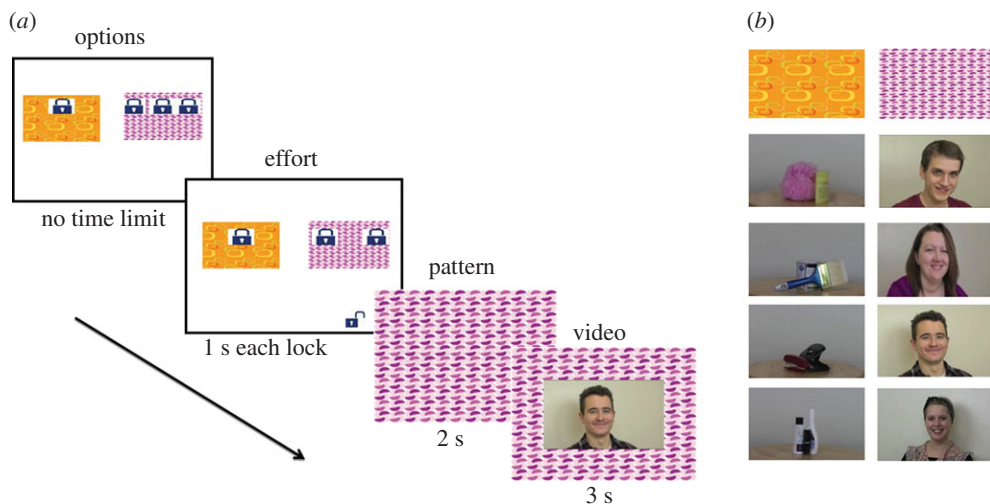 (a)
options
no time limit
effort
1 s each lock
pattern
2 s
video
3 s
(b)